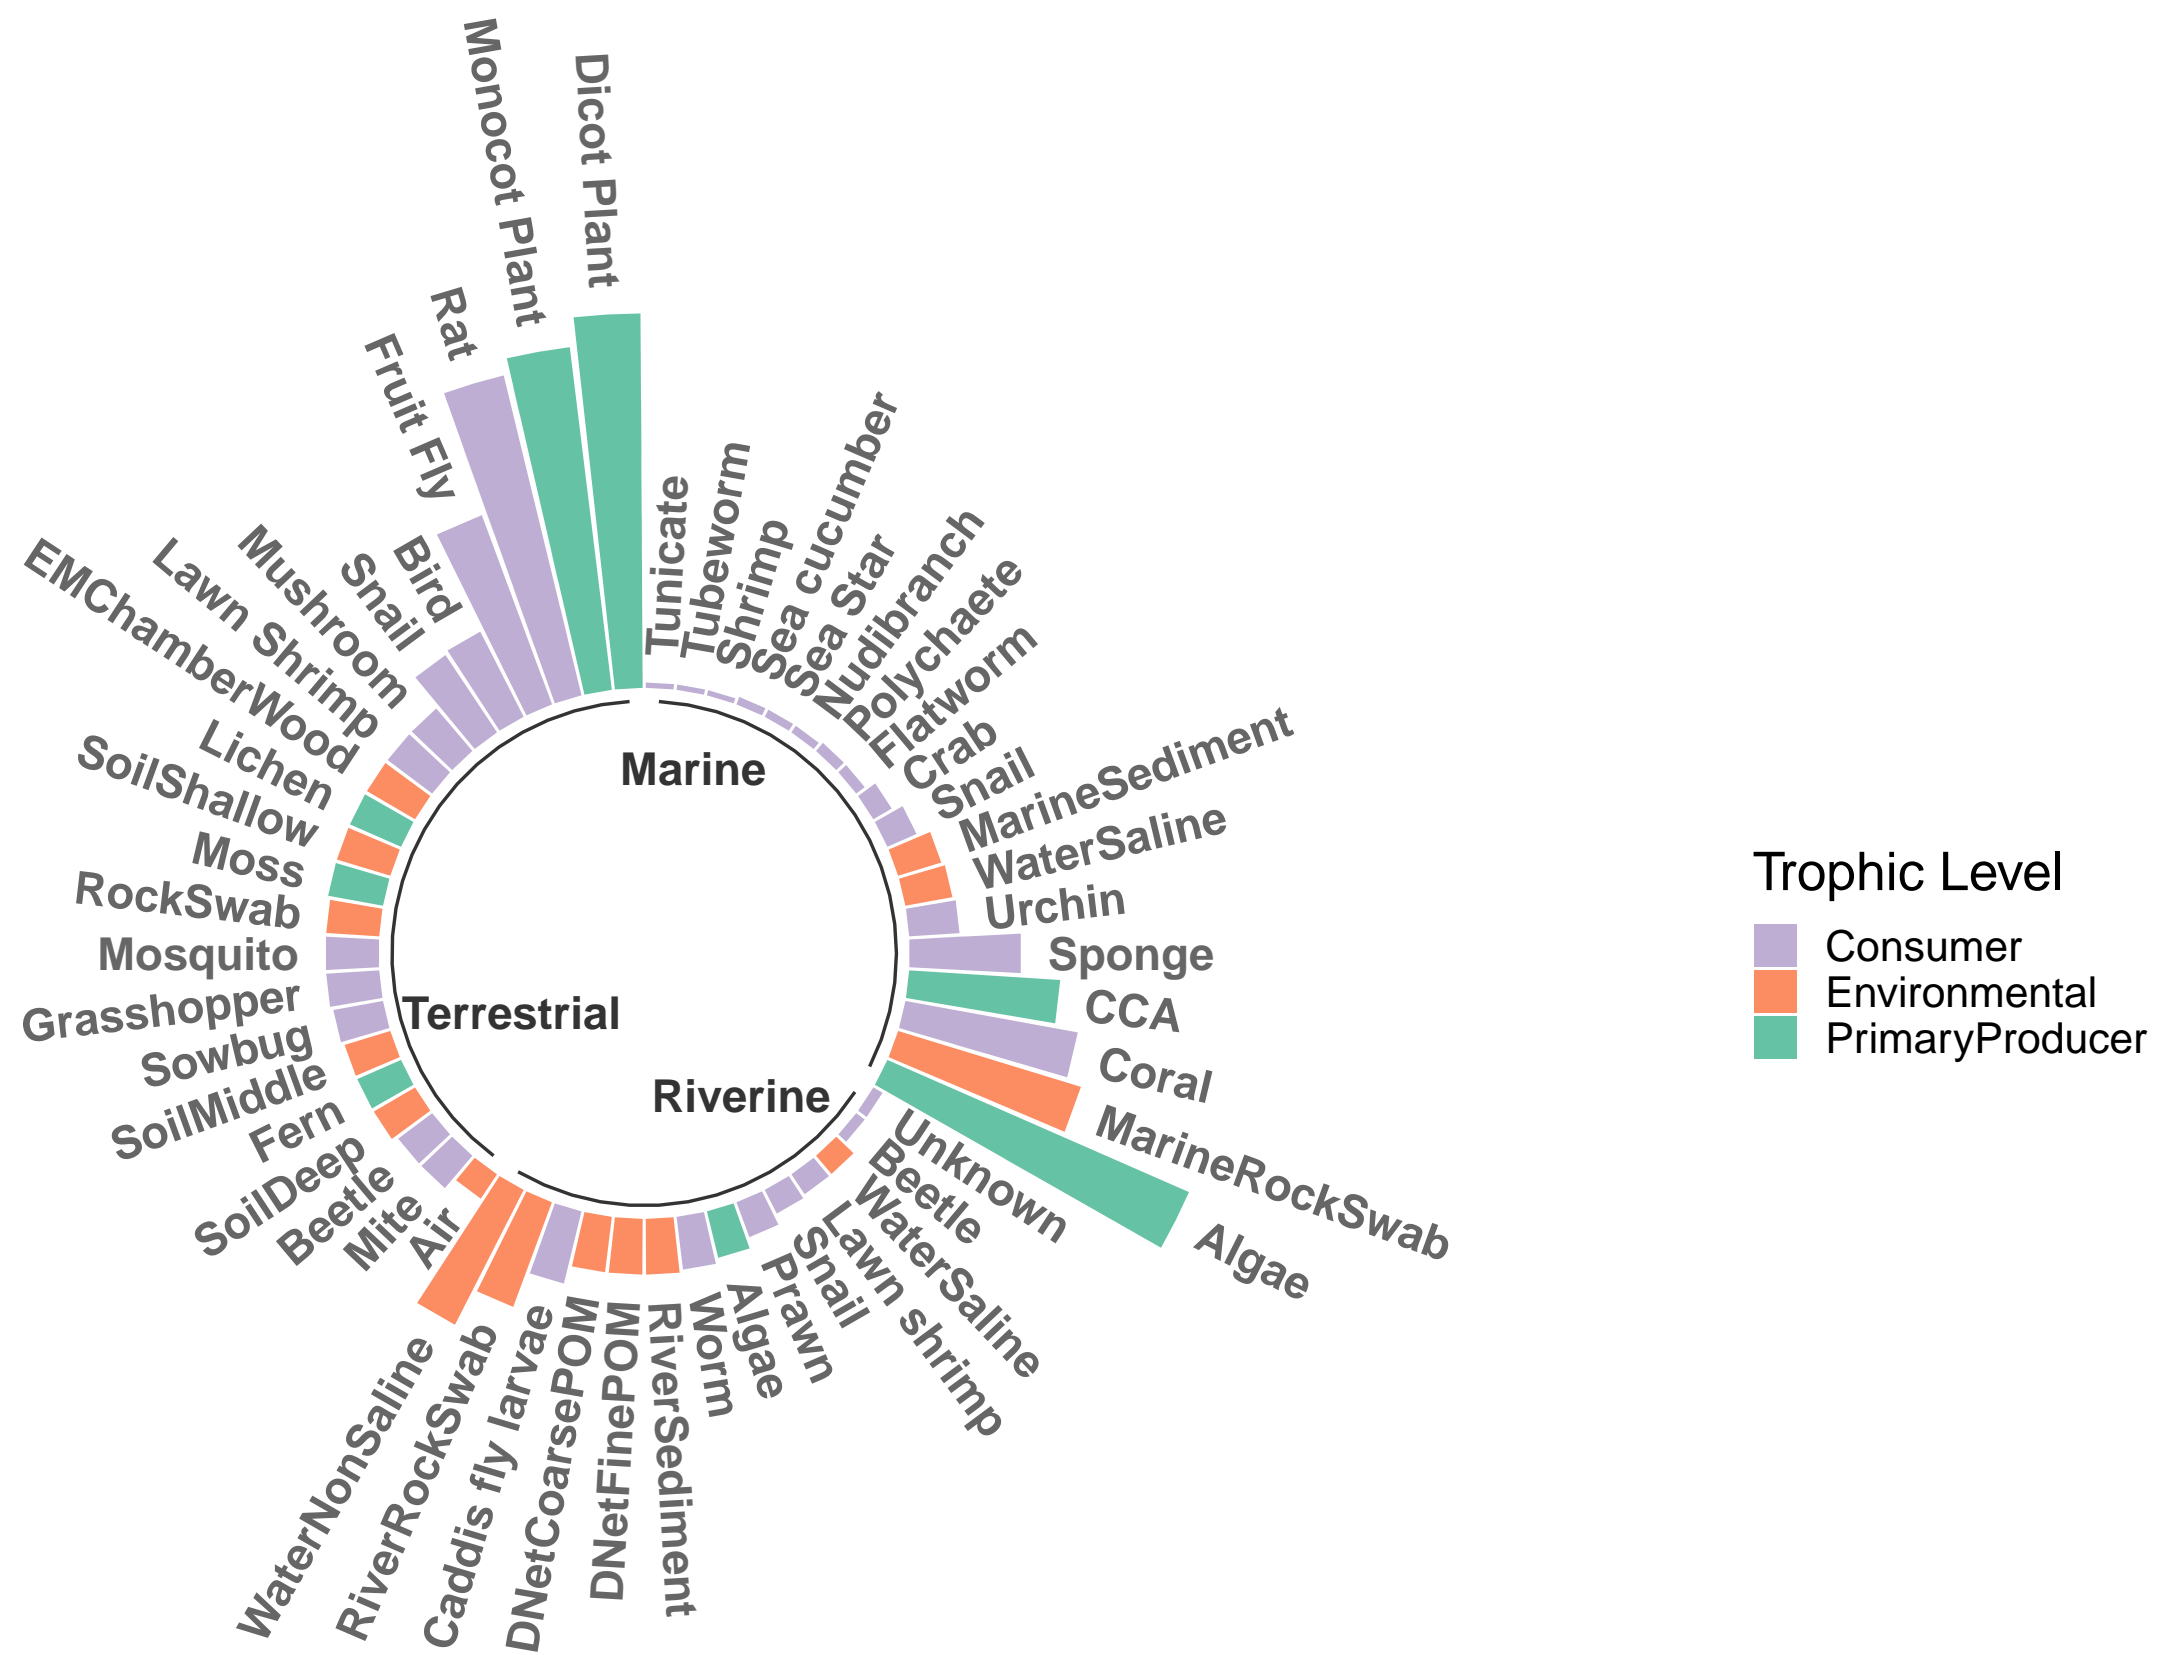 Dicot Plant
Monocot Plant
Rat
Fruit Fly
Bird
Snail
Mushroom
Lawn Shrimp
EMChamberWood
Lichen
SoilShallow
Moss
RockSwab
Mosquito
Grasshopper
Sowbug
SoilMiddle
Fern
SoilDeep
Beetle
Mite
Air
Tunicate
Tubeworm
Shrimp
Sea cucumber
Sea Star
Nudibranch
Polychaete
Flatworm
Crab
Snail
MarineSediment
WaterSaline
Urchin
Sponge
CCA
Coral
MarineRockSwab
Algae
Unknown
Beetle
WaterSaline
Lawn shrimp
Snail
Prawn
Algae
Worm
RiverSediment
DNetFinePOM
DNetCoarsePOM
Caddis fly larvae
RiverRockSwab
WaterNonSaline
Marine
Terrestrial
Riverine
Trophic Level
Consumer
Environmental
PrimaryProducer